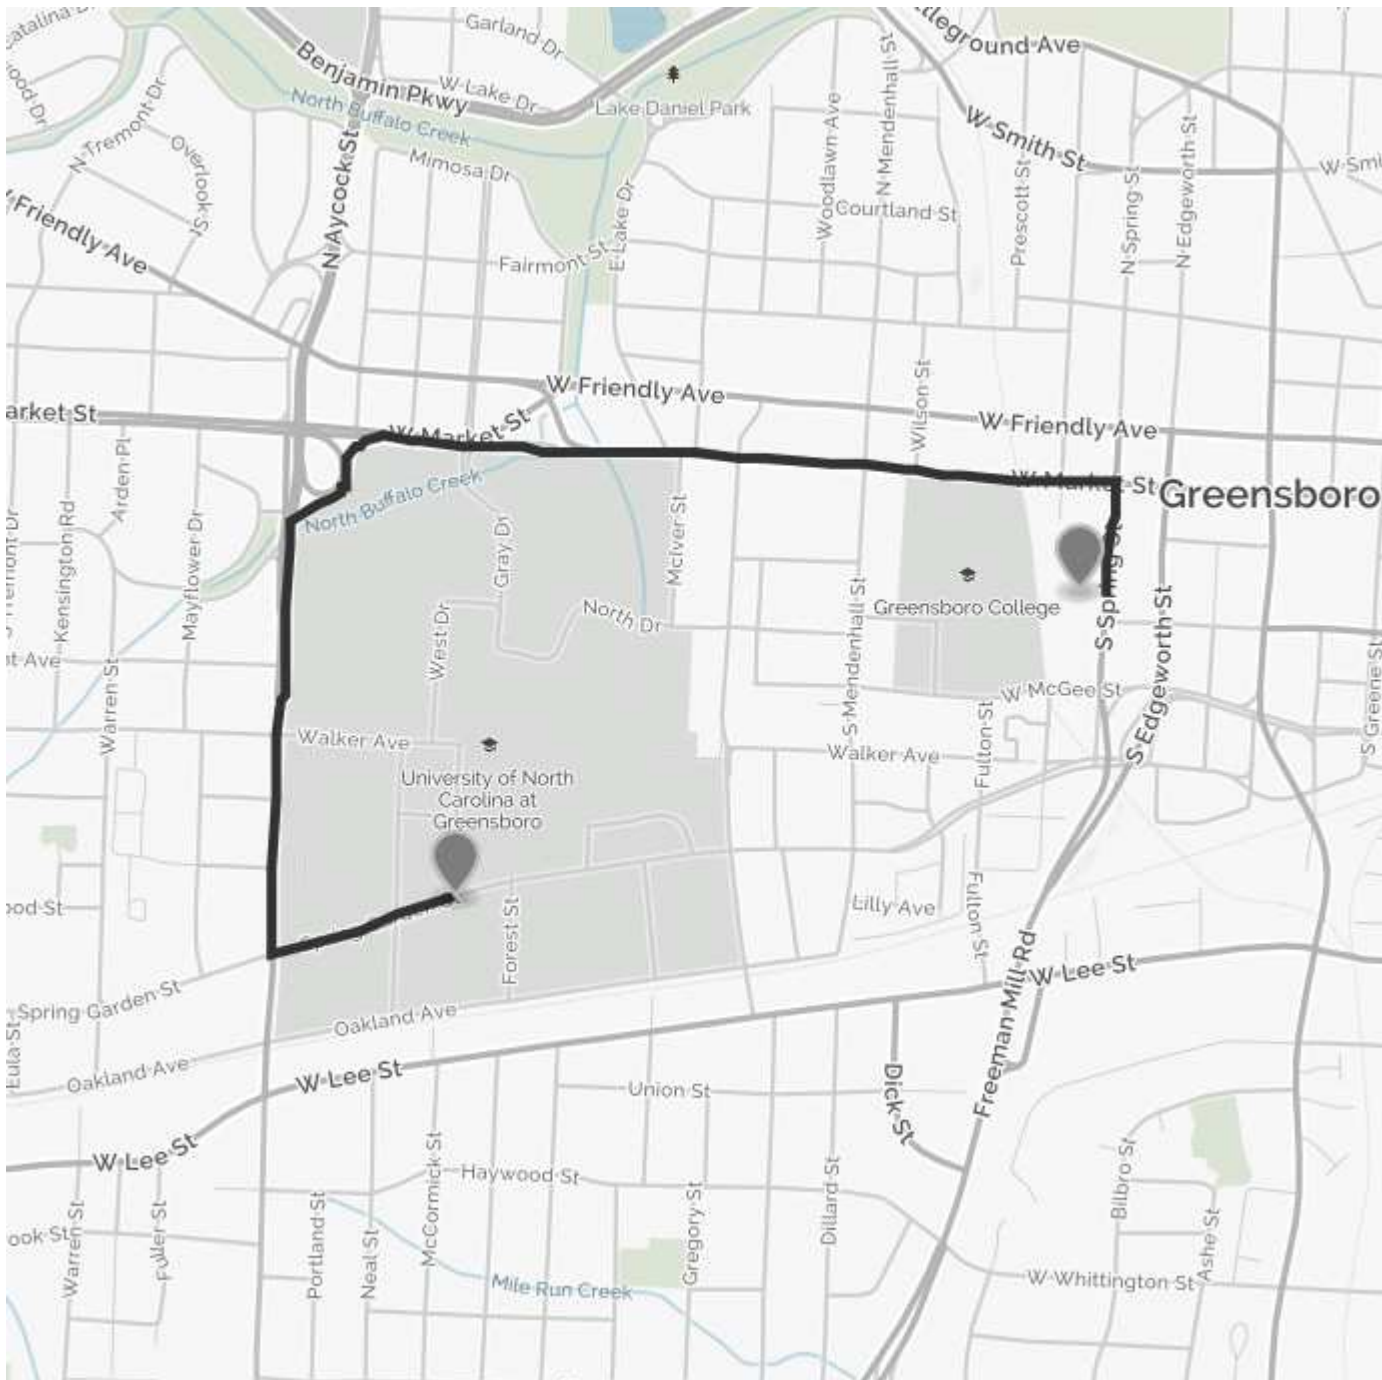 Garland Dr
Battleground Ave
Benjamin Pkwy
W Lake Dr
North Buffalo Creek
Lake Daniel Park
N Tremont Dr
Overlook St
N Aycock St
Mimosa Dr
E Lake Dr
Woodlawn Ave
N Mendenhall St
W Smith St
W Smi
Prescott St
N Spring St
N Edgeworth St
Courtland St
Friendly Ave
Fairmont St
W Friendly Ave
Wilson St
W Friendly Ave
arket St
W Market St
W Market St
Greensboro
Arden Pl
North Buffalo Creek
Kensington Rd
Mayflower Dr
Gray Dr
McIver St
S Mendenhall St
S Spring St
S Edgeworth St
Greensboro College
North Dr
West Dr
Warren St
W McGee St
Fulton St
S Greene St
Walker Ave
Walker Ave
University of North
Carolina at
Greensboro
Lilly Ave
Fulton St
Forest St
Spring Garden St
Oakland Ave
Eula St
Oakland Ave
W Lee St
W Lee St
Freeman Mill Rd
Dick St
Union St
W Lee St
McCormick St
Haywood St
Bilbro St
Ashe St
Dillard St
Gregory St
Warren St
Fuller St
Portland St
Neal St
Mile Run Creek
W Whittington St